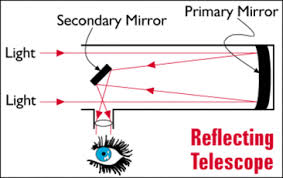 Secondary Mirror
Primary Mirror
Light
Light
Reflecting
Telescope